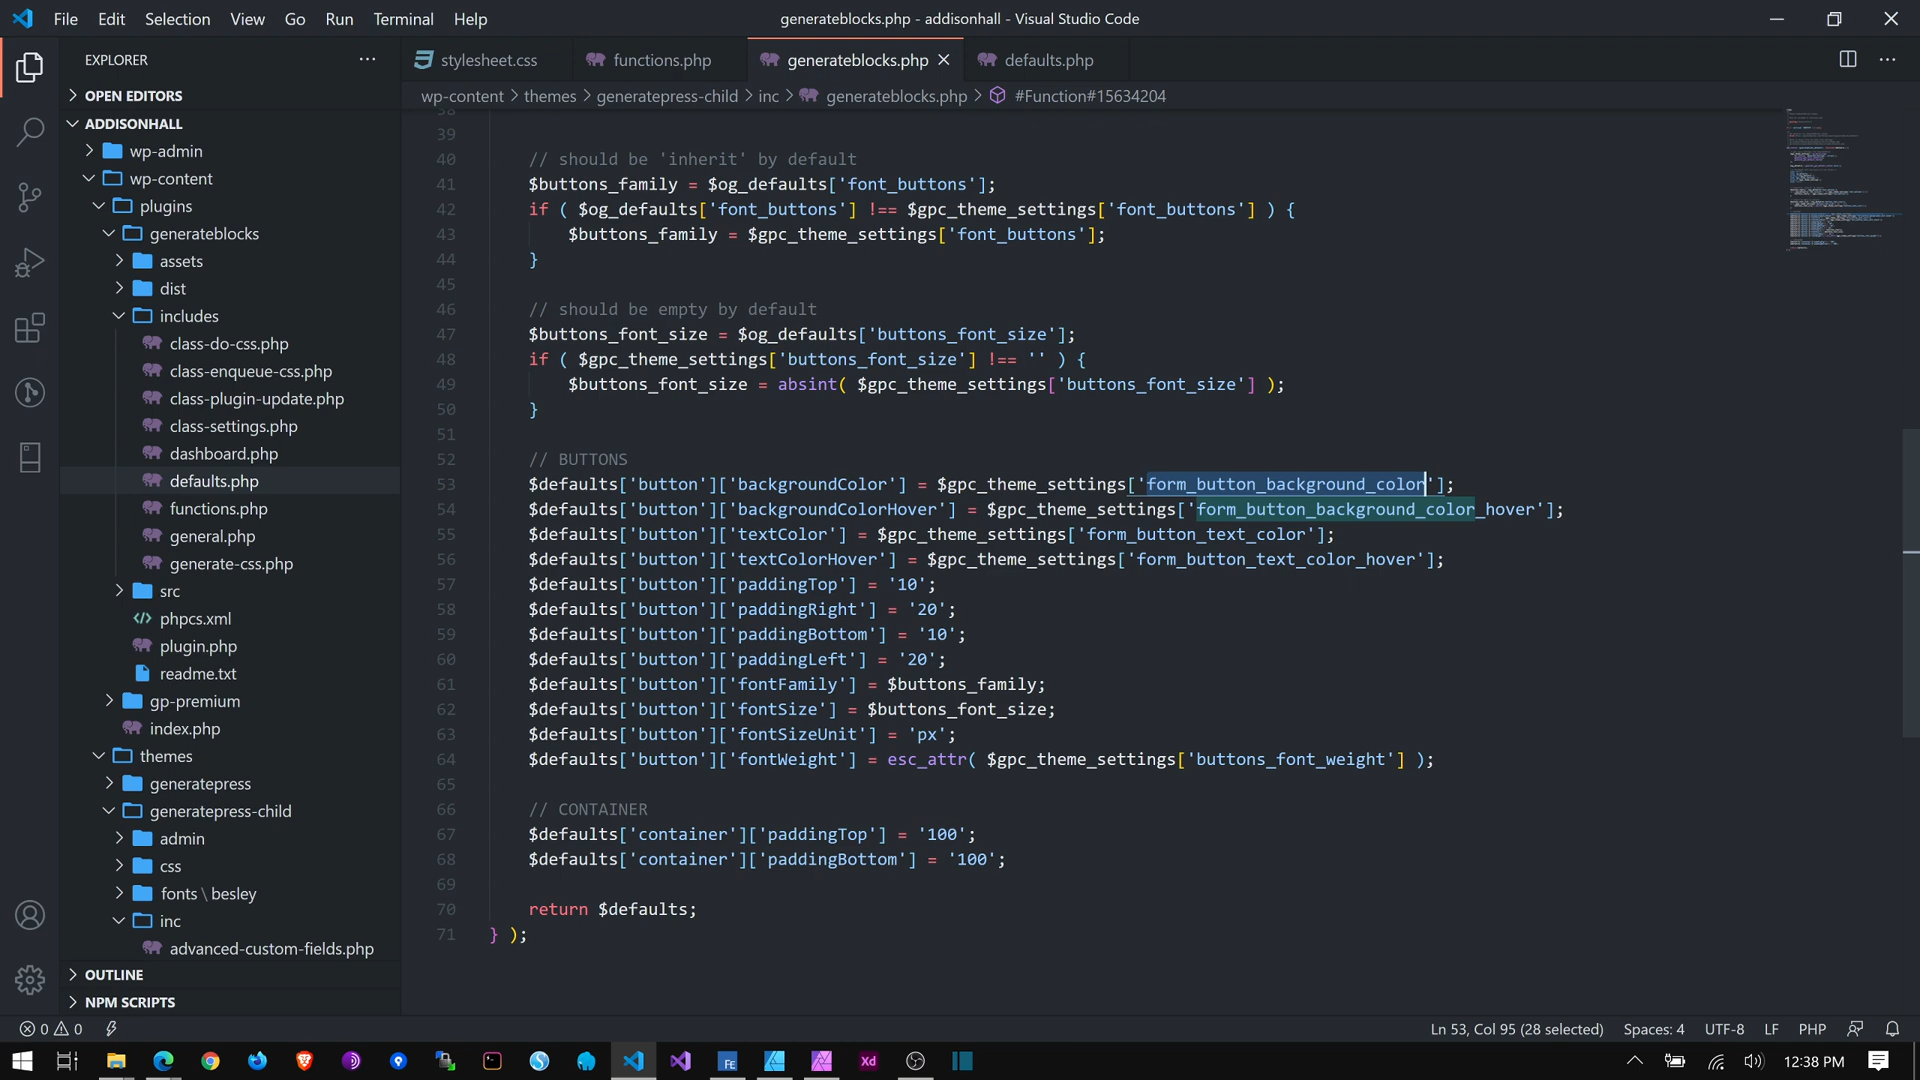 File Edit Selection View Go Run Terminal Help
generateblocks.php - addisonhall - Visual Studio Code
EXPLORER
OPEN EDITORS
ADDISONHALL
wp-admin
wp-content
plugins
generateblocks
assets
dist
includes
class-do-css.php
class-enqueue-css.php
class-plugin-update.php
class-settings.php
dashboard.php
defaults.php
functions.php
general.php
generate-css.php
src
phpcs.xml
plugin.php
readme.txt
gp-premium
index.php
themes
generatepress
generatepress-child
admin
css
fonts \ besley
inc
advanced-custom-fields.php
OUTLINE
NPM SCRIPTS
stylesheet.css functions.php generateblocks.php defaults.php
wp-content > themes > generatepress-child > inc > generateblocks.php > #Function#15634204
38
39
40 // should be 'inherit' by default
41 $buttons_family = $og_defaults['font_buttons'];
42 if ( $og_defaults['font_buttons'] !== $gpc_theme_settings['font_buttons'] ) {
43 $buttons_family = $gpc_theme_settings['font_buttons'];
44 }
45
46 // should be empty by default
47 $buttons_font_size = $og_defaults['buttons_font_size'];
48 if ( $gpc_theme_settings['buttons_font_size'] !== '' ) {
49 $buttons_font_size = absint( $gpc_theme_settings['buttons_font_size'] );
50 }
51
52 // BUTTONS
53 $defaults['button']['backgroundColor'] = $gpc_theme_settings['form_button_background_color'];
54 $defaults['button']['backgroundColorHover'] = $gpc_theme_settings['form_button_background_color_hover'];
55 $defaults['button']['textColor'] = $gpc_theme_settings['form_button_text_color'];
56 $defaults['button']['textColorHover'] = $gpc_theme_settings['form_button_text_color_hover'];
57 $defaults['button']['paddingTop'] = '10';
58 $defaults['button']['paddingRight'] = '20';
59 $defaults['button']['paddingBottom'] = '10';
60 $defaults['button']['paddingLeft'] = '20';
61 $defaults['button']['fontFamily'] = $buttons_family;
62 $defaults['button']['fontSize'] = $buttons_font_size;
63 $defaults['button']['fontSizeUnit'] = 'px';
64 $defaults['button']['fontWeight'] = esc_attr( $gpc_theme_settings['buttons_font_weight'] );
65
66 // CONTAINER
67 $defaults['container']['paddingTop'] = '100';
68 $defaults['container']['paddingBottom'] = '100';
69
70 return $defaults;
71 } );
0 0
Ln 53, Col 95 (28 selected) Spaces: 4 UTF-8 LF PHP
FE Xd
12:38 PM